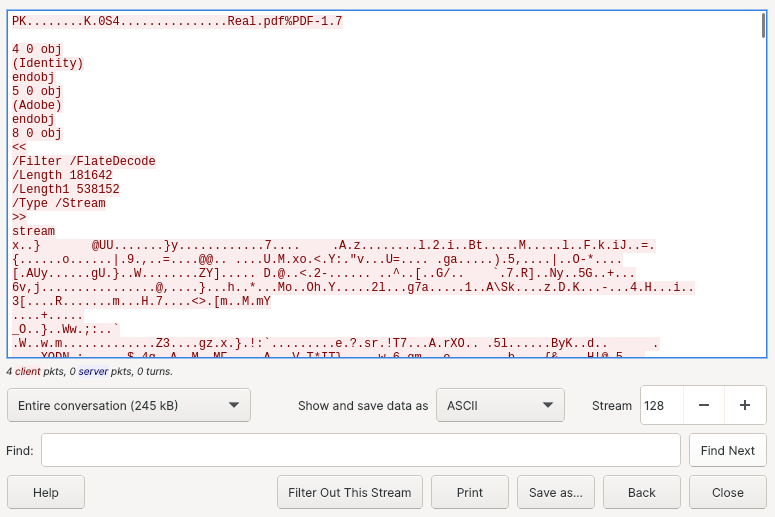 PK........K.0S4...............Real.pdf%PDF-1.7
4 0 obj
(Identity)
endobj
5 0 obj
(Adobe)
endobj
8 0 obj
<<
/Filter /FlateDecode
/Length 181642
/Length1 538152
/Type /Stream
>>
stream
x..} @UU.......}y............7.... .A.z........l.2.i..Bt.....M.....l..F.k.iJ..=.
{......o......|.9.,..=....@@.. ....U.M.xo.<.Y:."v...U=.... .ga.....).5,....|..O-*....
[.AUy......gU.}..W........ZY]..... D.@..<.2-...... ..^..[..G/.. `.7.R]..Ny..5G..+...
6v,j................@,....}...h..*...Mo..Oh.Y.....2l...g7a.....1..A\Sk....z.D.K...-...4.H...i..
3[....R.......m...H.7....<>.[m..M.mY
....+.....
_O..}..Ww.;:..`
.W..w.m.............Z3....gz.x.}.!:`.........e.?.sr.!T7...A.rXO.. .5l......ByK..d.. .
4 client pkts, 0 server pkts, 0 turns.
Entire conversation (245 kB) Show and save data as ASCII Stream 128 − +
Find: Find Next
Help Filter Out This Stream Print Save as… Back Close